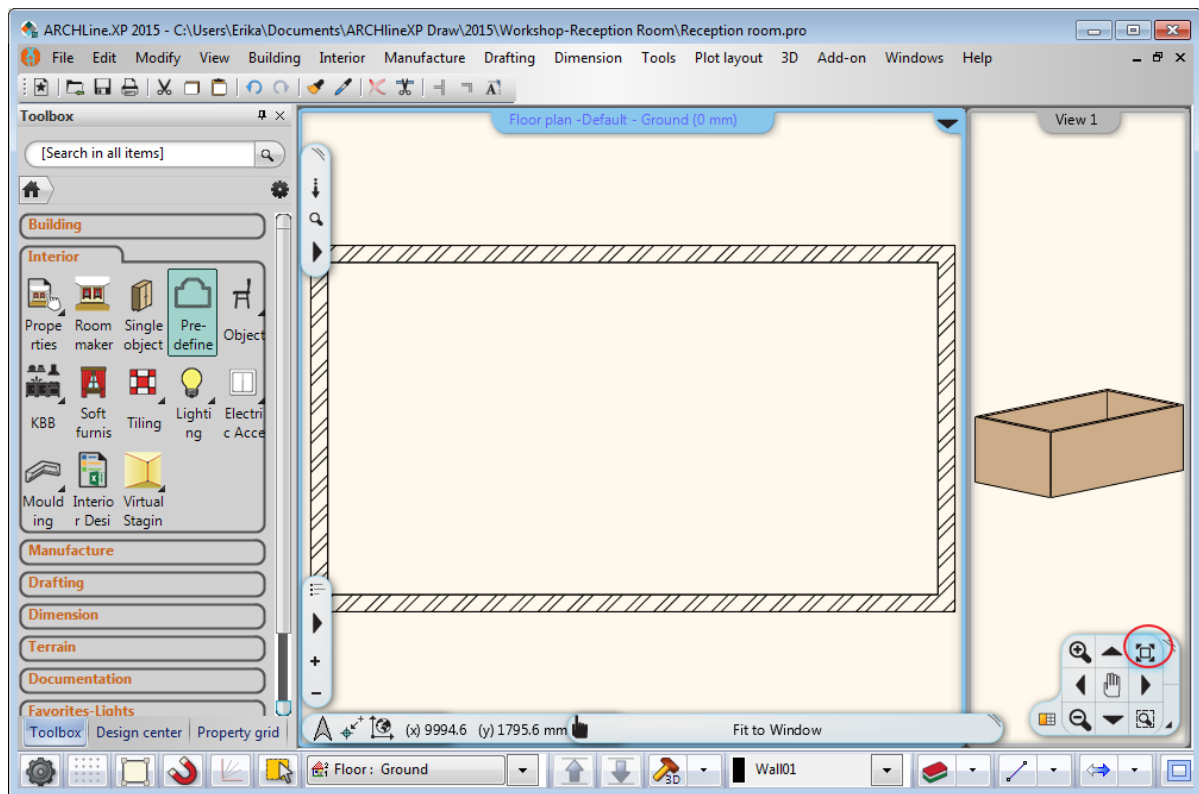 ARCHLine.XP 2015 - C:\Users\Erika\Documents\ARCHlineXP Draw\2015\Workshop-Reception Room\Reception room.pro
File Edit Modify View Building Interior Manufacture Drafting Dimension Tools Plot layout 3D Add-on Windows Help
Toolbox
Floor plan -Default - Ground (0 mm)
View 1
[Search in all items]
Building
Interior
Prope Room Single Pre- Object
rties maker object define
KBB Soft Tiling Lighti Electri
furnis ng c Acce
Mould Interio Virtual
ing r Desi Stagin
Manufacture
Drafting
Dimension
Terrain
Documentation
Favorites-Lights
Toolbox Design center Property grid
(x) 9994.6 (y) 1795.6 mm
Fit to Window
Floor : Ground
3D
Wall01